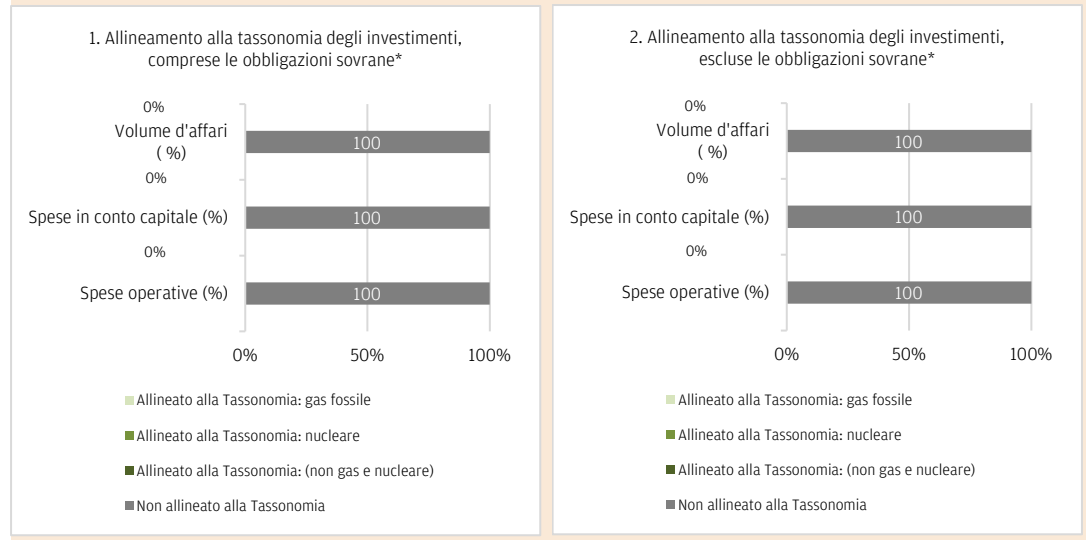 1. Allineamento alla tassonomia degli investimenti,
comprese le obbligazioni sovrane*
0%
Volume d'affari
( %)
100
0%
Spese in conto capitale (%)
100
0%
Spese operative (%)
100
0%
50%
100%
Allineato alla Tassonomia: gas fossile
Allineato alla Tassonomia: nucleare
Allineato alla Tassonomia: (non gas e nucleare)
Non allineato alla Tassonomia
2. Allineamento alla tassonomia degli investimenti,
escluse le obbligazioni sovrane*
0%
Volume d'affari
( %)
100
0%
Spese in conto capitale (%)
100
0%
Spese operative (%)
100
0%
50%
100%
Allineato alla Tassonomia: gas fossile
Allineato alla Tassonomia: nucleare
Allineato alla Tassonomia: (non gas e nucleare)
Non allineato alla Tassonomia